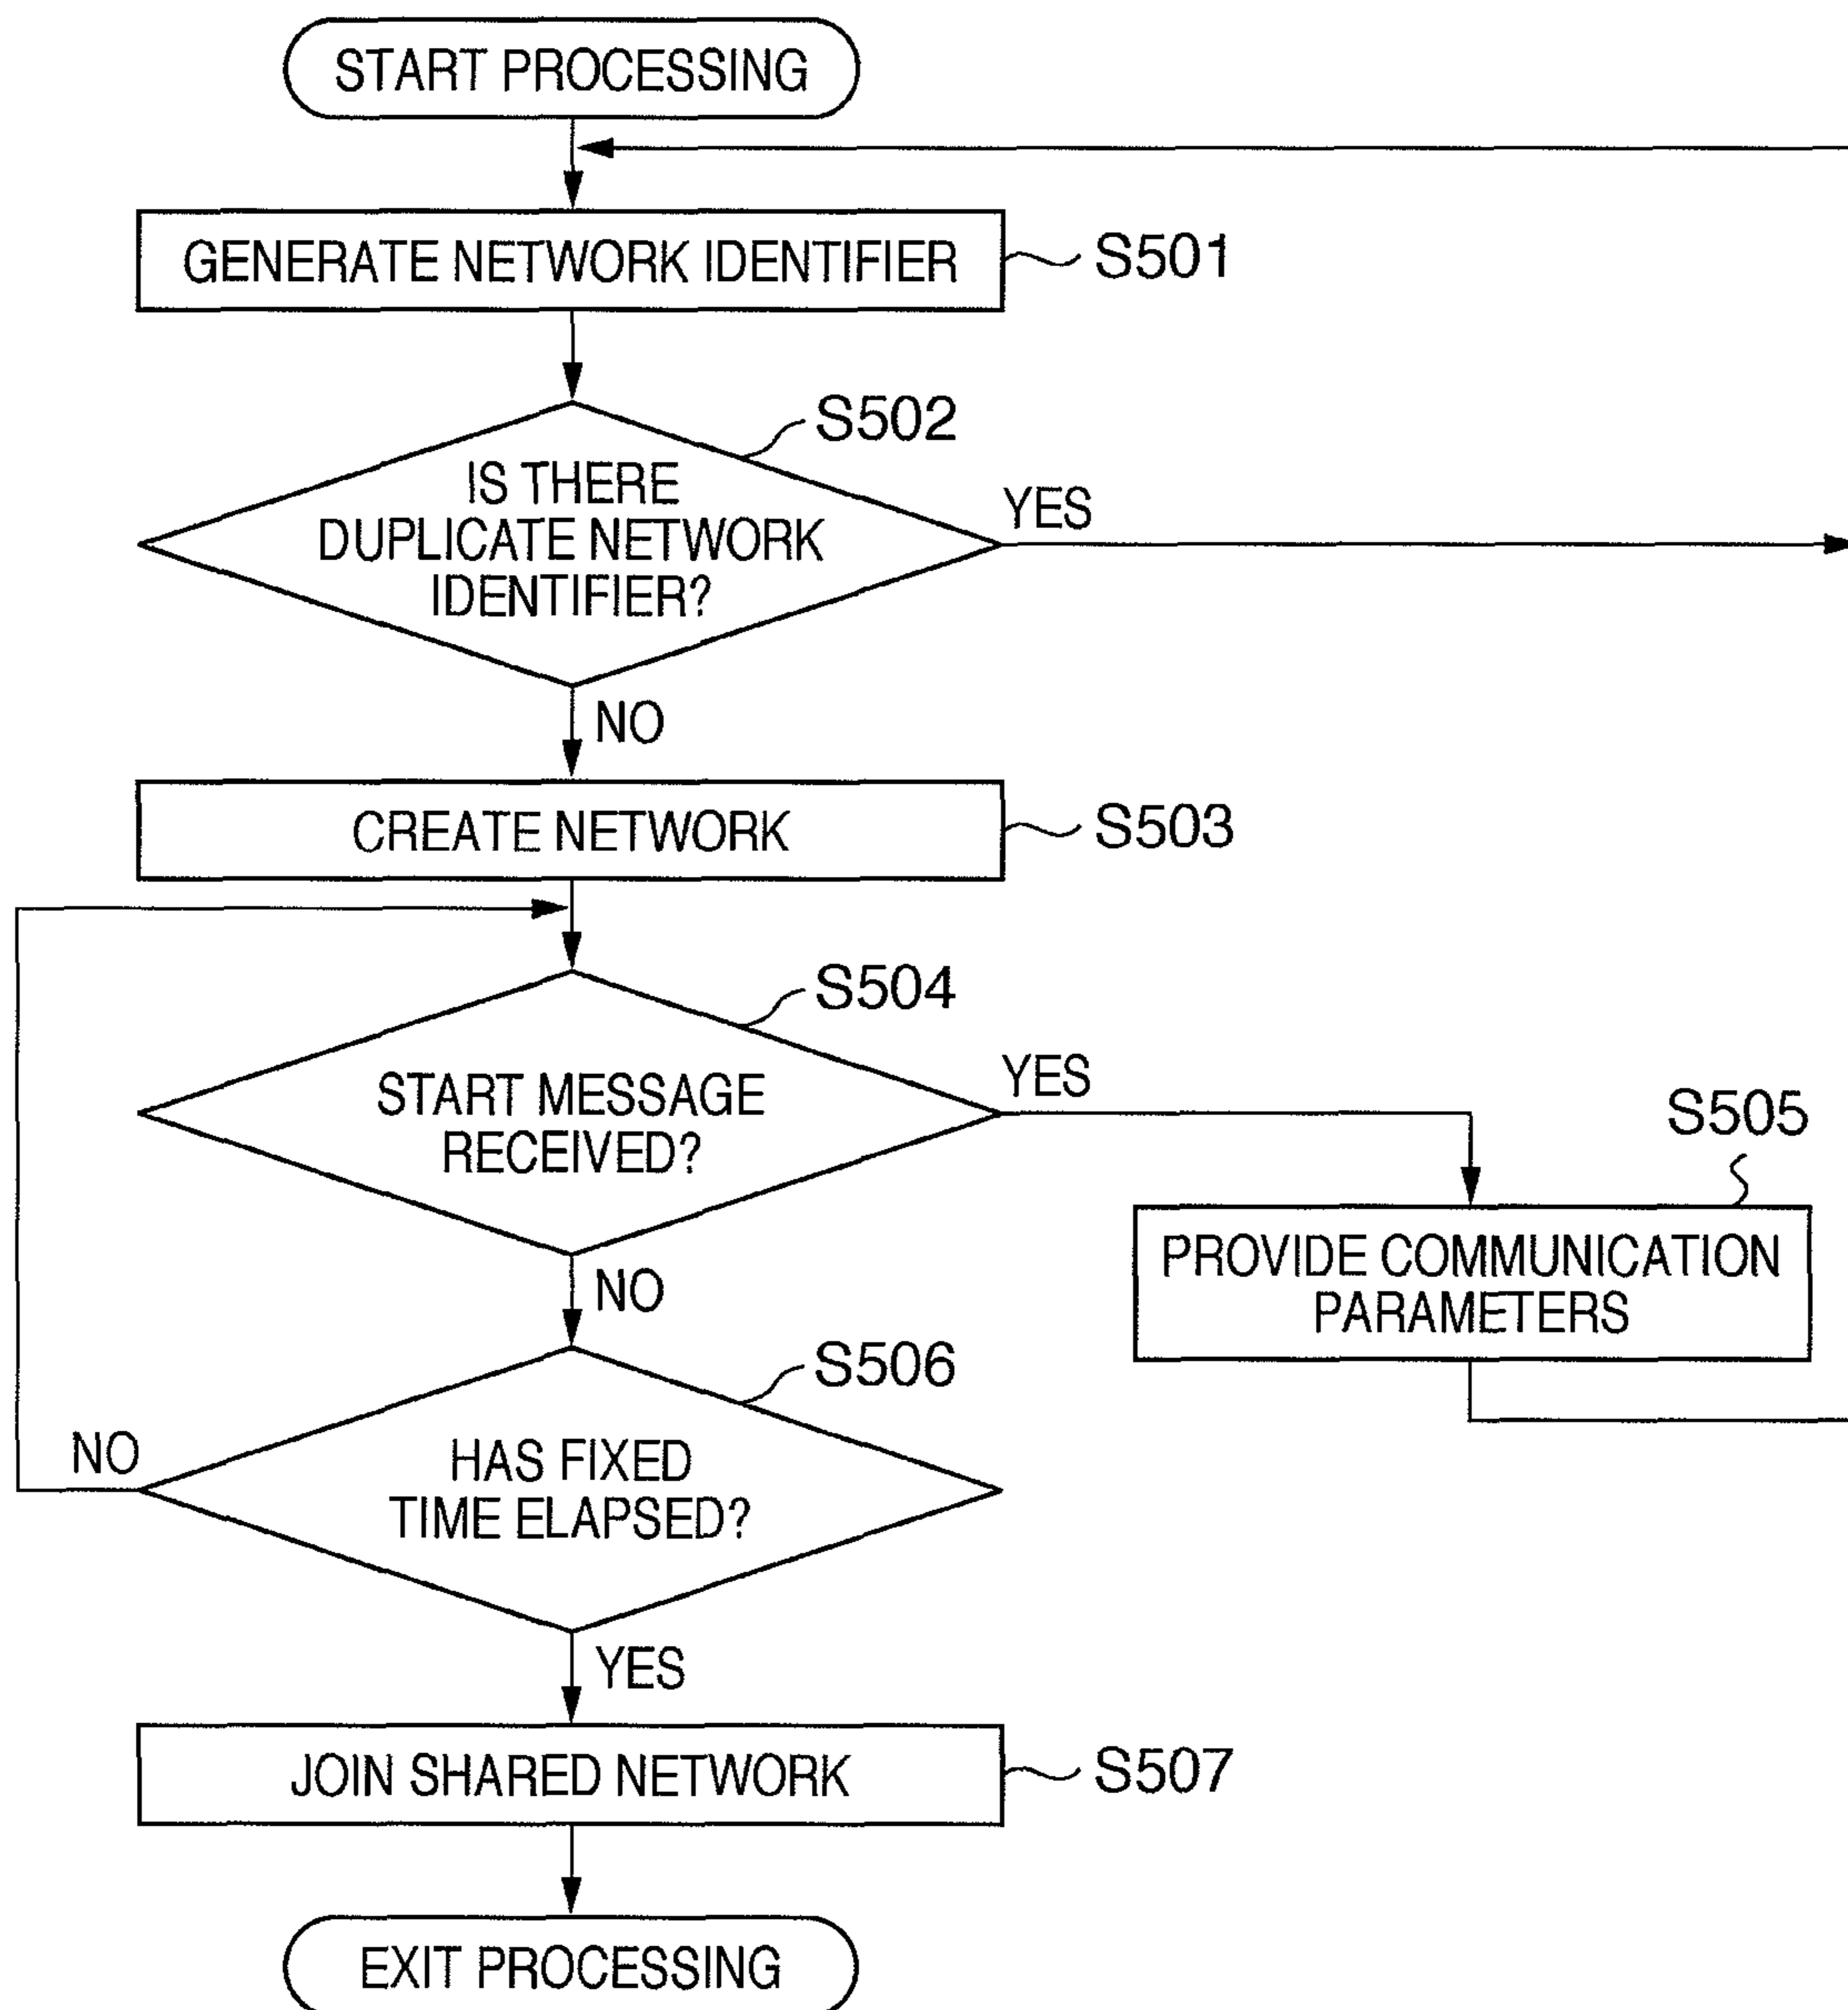 START PROCESSING
GENERATE NETWORK IDENTIFIER
S501
S502
IS THERE
DUPLICATE NETWORK
IDENTIFIER?
YES
NO
CREATE NETWORK
S503
S504
START MESSAGE
RECEIVED?
YES
S505
PROVIDE COMMUNICATION
PARAMETERS
NO
S506
HAS FIXED
TIME ELAPSED?
NO
YES
JOIN SHARED NETWORK
S507
EXIT PROCESSING